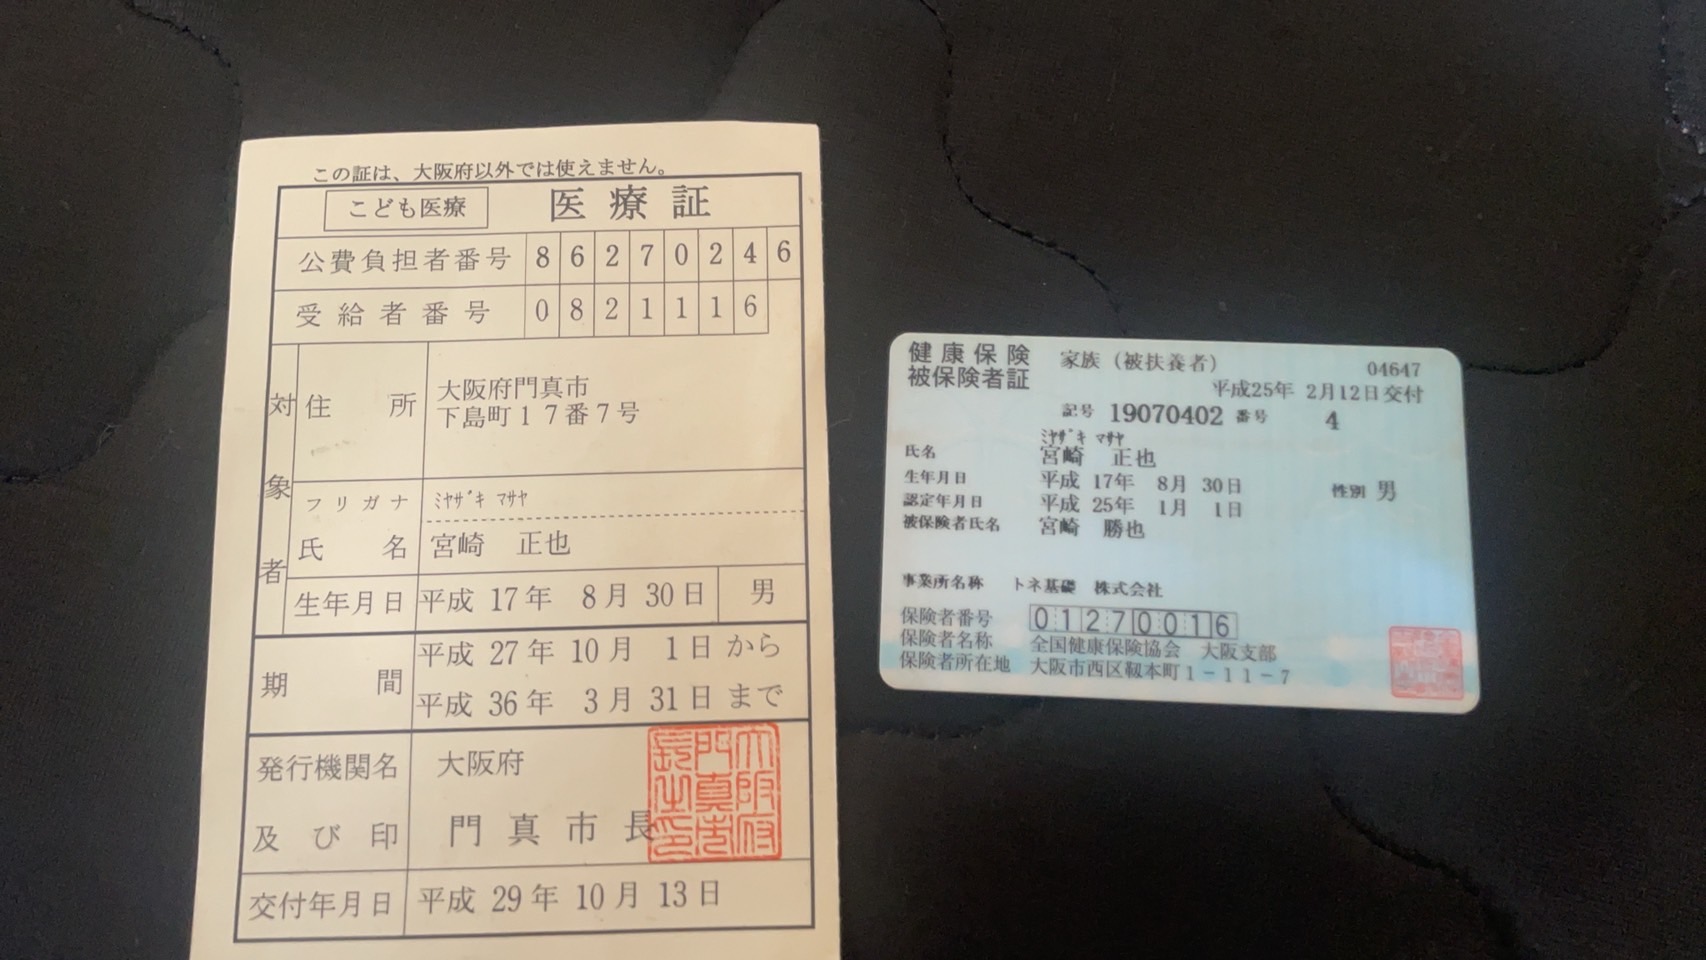 この証は、大阪府以外では使えません。
こども医療 医療証
公費負担者番号 86270246
受給者番号 0821116
対象者
住所 大阪府門真市
下島町17番7号
フリガナ ミヤザキ マサヤ
氏名 宮崎 正也
生年月日 平成 17年 8月 30日 男
期間 平成 27年 10月 1日 から
平成 36年 3月 31日 まで
発行機関名 大阪府
及び印 門真市長
大阪府門真市長之印
交付年月日 平成 29年 10月 13日
健康保険 家族（被扶養者） 04647
被保険者証 平成25年 2月12日交付
記号 19070402 番号 4
ミヤザキ マサヤ
氏名 宮崎 正也
生年月日 平成 17年 8月 30日 性別 男
認定年月日 平成 25年 1月 1日
被保険者氏名 宮崎 勝也
事業所名称 トネ基礎 株式会社
保険者番号 01270016
保険者名称 全国健康保険協会 大阪支部
保険者所在地 大阪市西区靱本町1-11-7